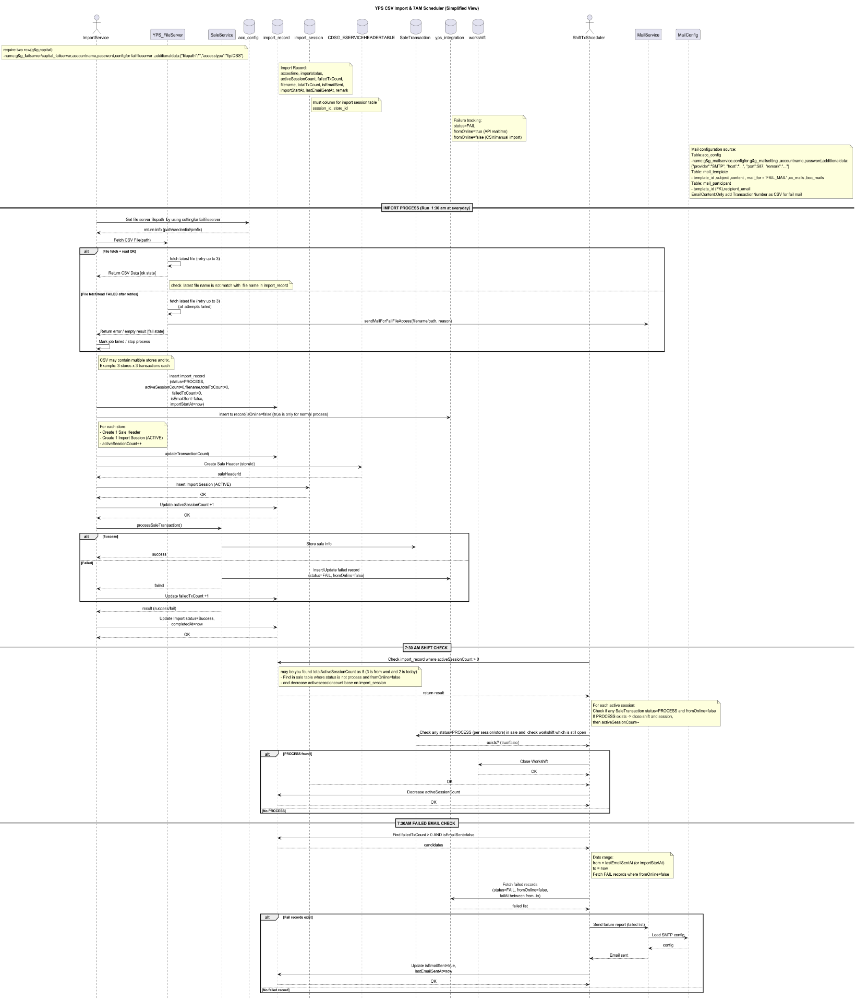 YPS CSV Import & 7AM Scheduler (Simplified View)
ImportService
YPS_FileServer
SaleService
acc_config
import_record
import_session
CDSG_ESERVICEHEADERTABLE
SaleTransaction
yps_integration
workshift
ShiftTxShceduler
MailService
MailConfig
require two row(g&g,kapital):
-name:g&g_failserver/captial_failserver,accountname,password,configfor failfileserver ,additionaldata:{"filepath":"","accesstype":"ftp/OSS"}
Import Record:
accestime, importstatus,
activeSessionCount, failedTxCount,
filename, totalTxCount, isEmailSent,
importStartAt, lastEmailSentAt, remark
must column for import session table
session_id, store_id
Failure tracking:
status=FAIL
fromOnline=true (API realtime)
fromOnline=false (CSV/manual import)
Mail configuration source:
Table:acc_config
-name:g&g_mailservice,configfor g&g_mailsetting ,accountname,password,additionaldata:
{"provider":"SMTP", "host":"...", "port":587, "remark":"..."}
Table: mail_template
- template_id ,subject ,content , mail_for = 'FAIL_MAIL' ,cc_mails ,bcc_mails
Table: mail_participant
- template_id (FK),recipient_email
EmailContent:Only add TransactionNumber as CSV for fail mail
IMPORT PROCESS (Run  1:30 am at everyday)
Get file server filepath  by using settingfor failfileserver
return info (path/credential/prefix)
Fetch CSV File(path)
alt [File fetch + read OK]
fetch latest file (retry up to 3)
Return CSV Data [ok state]
check  latest file name is not match with  file name in import_record
[File fetch/read FAILED after retries]
fetch latest file (retry up to 3)
(all attempts failed)
sendMailForFailFileAccess(filename/path, reason)
Return error / empty result [fail state]
Mark job failed / stop process
CSV may contain multiple stores and tx.
Example: 3 stores x 3 transactions each
Insert import_record
(status=PROCESS,
activeSessionCount=0,filename,totalTxCount=0,
failedTxCount=0,
isEmailSent=false,
importStartAt=now)
insert tx record(isOnline=false)(true is only for normal process)
For each store:
- Create 1 Sale Header
- Create 1 Import Session (ACTIVE)
- activeSessionCount++
updateTransactionCount(
Create Sale Header (storeId)
saleHeaderId
Insert Import Session (ACTIVE)
OK
Update activeSessionCount +1
OK
processSaleTransaction()
alt [Success]
Store sale info
success
[Failed]
Insert/Update failed record
(status=FAIL, fromOnline=false)
failed
Update failedTxCount +1
result (success/fail)
Update Import status=Success,
completedAt=now
OK
7:30 AM SHIFT CHECK
Check import_record where activeSessionCount > 0
may be you found totalActiveSessionCount as 5 (3 is from wed and 2 is today)
- Find in sale table where status is not process and fromOnline=false
- and decrease activesesssioncount base on import_session
return result
For each active session:
Check if any SaleTransaction status=PROCESS and fromOnline=false
If PROCESS exists -> close shift and session,
then activeSessionCount--
Check any status=PROCESS (per session/store) in sale and  check workshift which is still open
exists? (true/false)
alt [PROCESS found]
Close Workshift
OK
OK
Decrease activeSessionCount
OK
[No PROCESS]
7:30AM FAILED EMAIL CHECK
Find failedTxCount > 0 AND isEmailSent=false
candidates
Date range:
from = lastEmailSentAt (or importStartAt)
to = now
Fetch FAIL records where fromOnline=false
Fetch failed records
(status=FAIL, fromOnline=false,
failAt between from..to)
failed list
alt [Fail records exist]
Send failure report (failed list)
Load SMTP config
config
Email sent
Update isEmailSent=true,
lastEmailSentAt=now
OK
[No failed record]